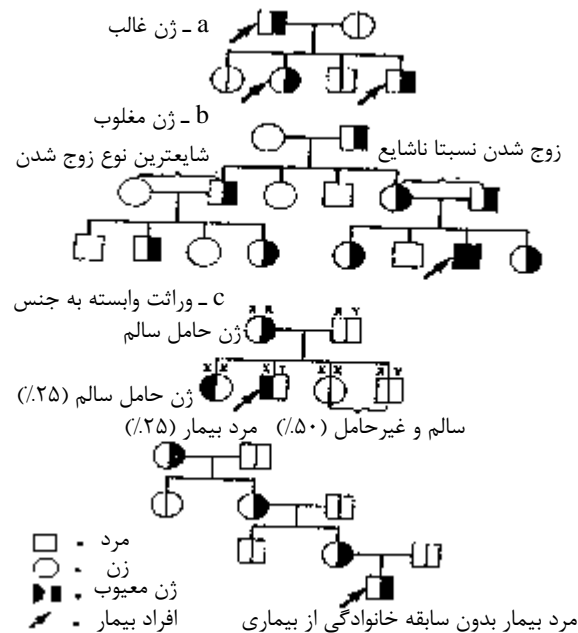 a ـ ژن غالب
b ـ ژن مغلوب
زوج شدن نسبتا ناشایع
شایعترین نوع زوج شدن
c ـ وراثت وابسته به جنس
ژن حامل سالم
X X
X Y
X X
X Y
X X
X Y
ژن حامل سالم (۲۵٪)
سالم و غیرحامل (۵۰٪) مرد بیمار (۲۵٪)
مرد
زن
ژن معیوب
افراد بیمار
مرد بیمار بدون سابقه خانوادگی از بیماری